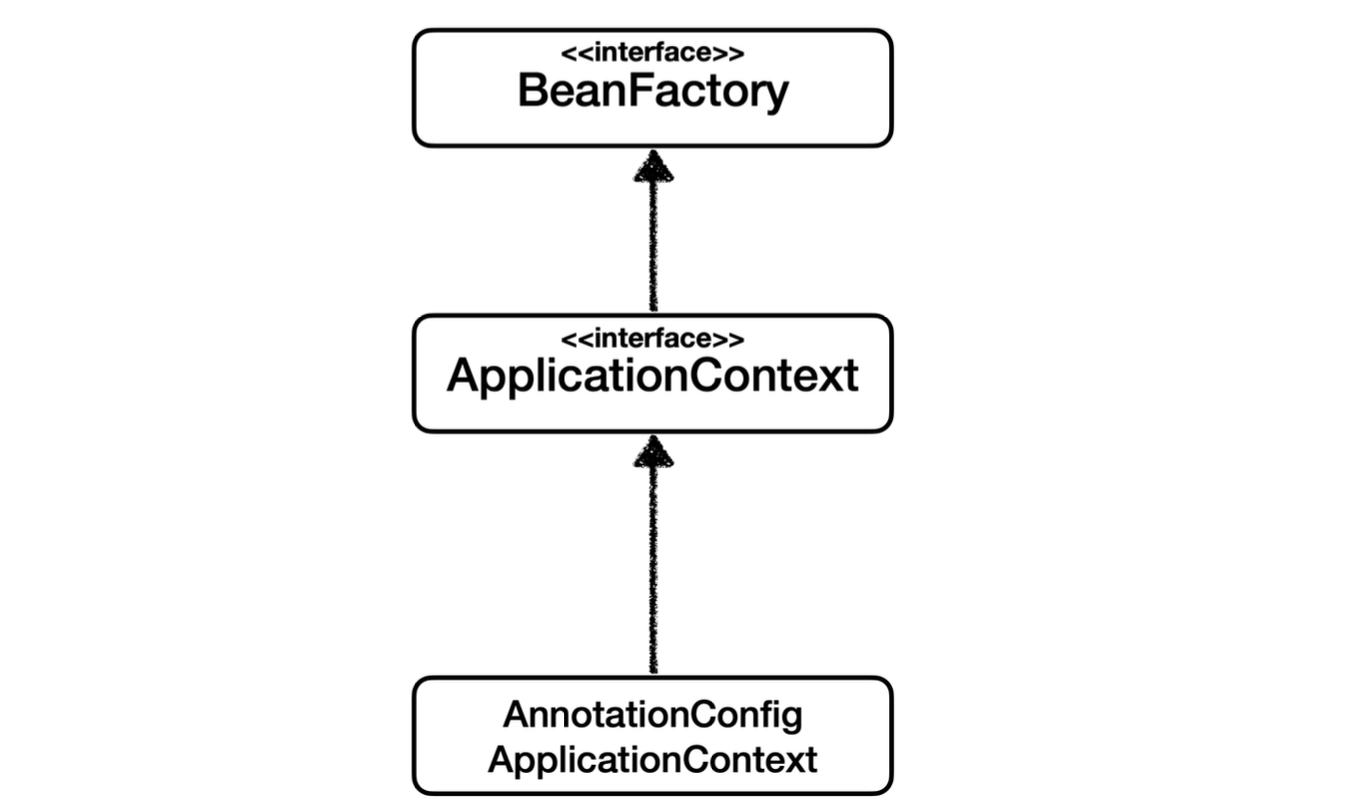 <<interface>>
BeanFactory
<<interface>>
ApplicationContext
AnnotationConfig
ApplicationContext